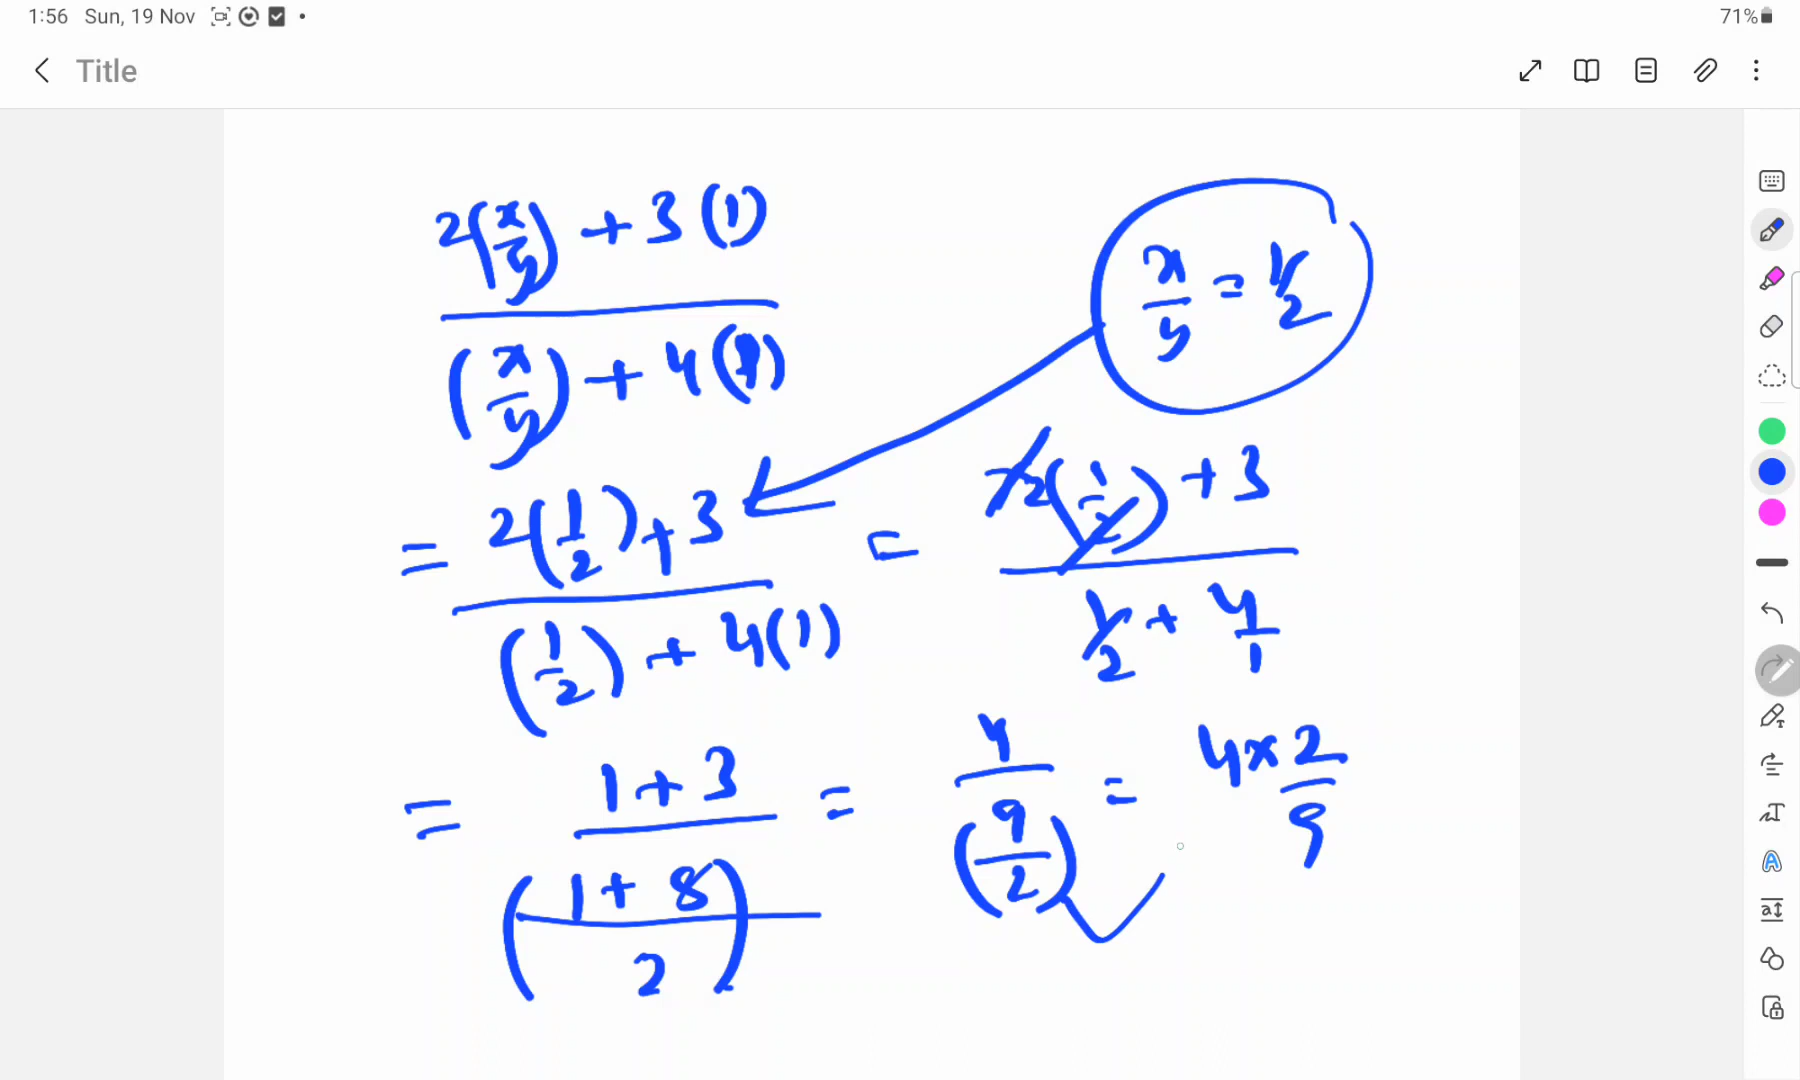 1:56 Sun, 19 Nov
71%
Title
2(x/y) + 3 (1)
(x/y) + 4 (1)
x/y = 1/2
= 2(1/2) + 3
(1/2) + 4(1)
= 2(1/2) + 3
1/2 + 4/1
= 1 + 3
(1 + 8
2)
= 4
(9/2)
= 4 x 2
9